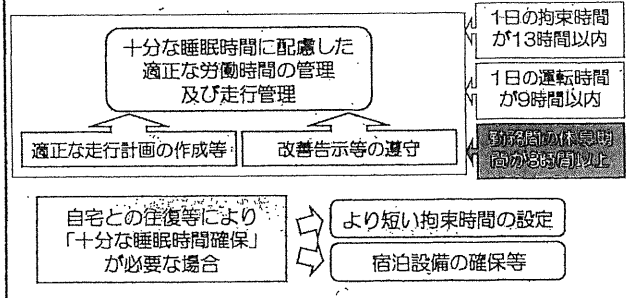 十分な睡眠時間に配慮した
適正な労働時間の管理
及び走行管理
適正な走行計画の作成等
改善告示等の遵守
1日の拘束時間
が13時間以内
1日の運転時間
が9時間以内
勤務間の休息期
間が8時間以上
自宅との往復等により
「十分な睡眠時間確保」
が必要な場合
より短い拘束時間の設定
宿泊設備の確保等